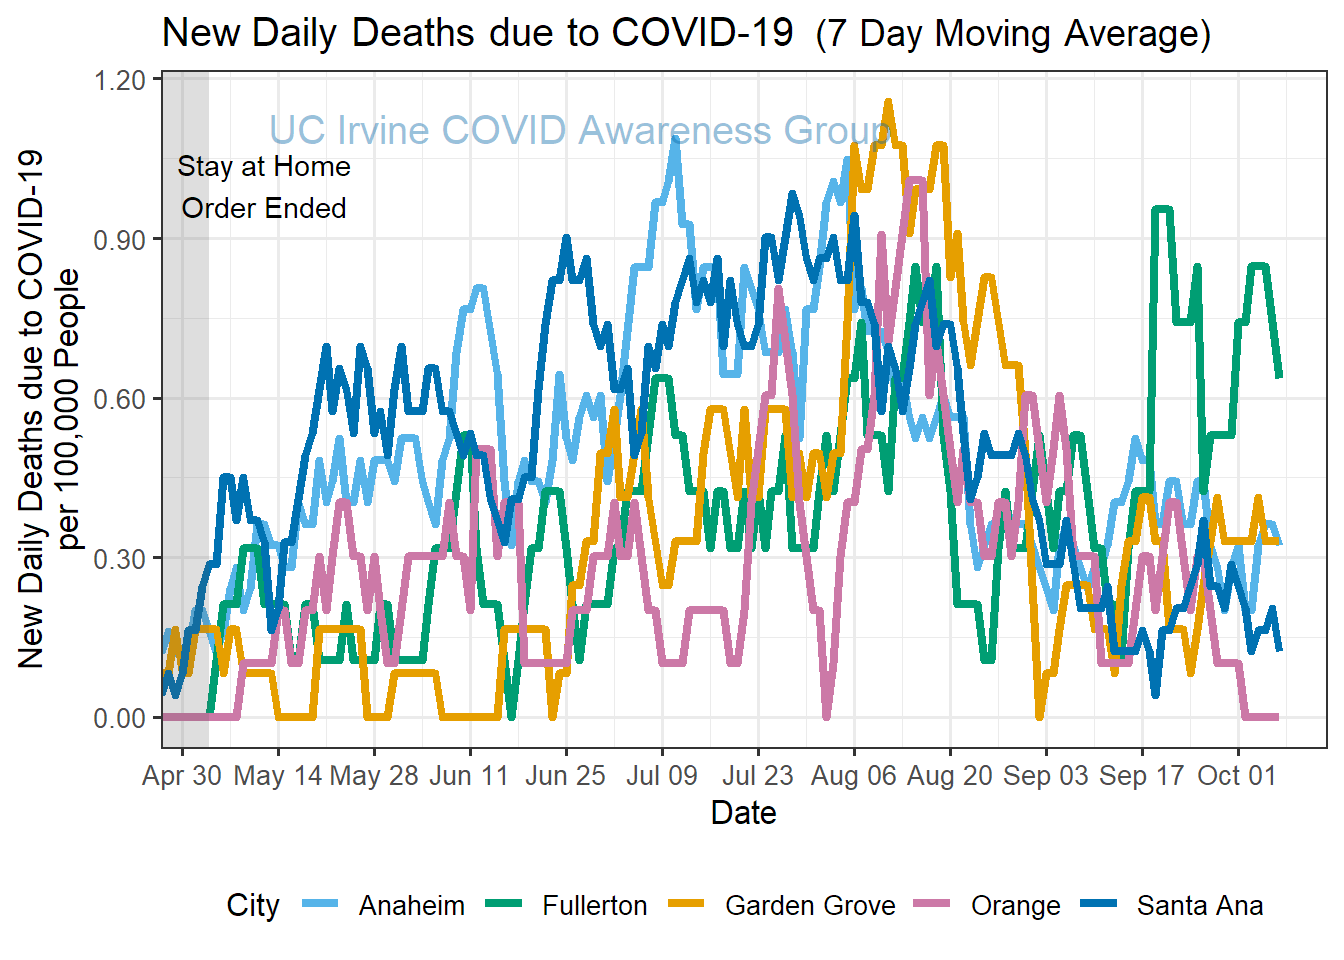 New Daily Deaths due to COVID-19 (7 Day Moving Average)
New Daily Deaths due to COVID-19
per 100,000 People
1.20
0.90
0.60
0.30
0.00
UC Irvine COVID Awareness Group
Stay at Home
Order Ended
Apr 30 May 14 May 28 Jun 11 Jun 25 Jul 09 Jul 23 Aug 06 Aug 20 Sep 03 Sep 17 Oct 01
Date
City Anaheim Fullerton Garden Grove Orange Santa Ana